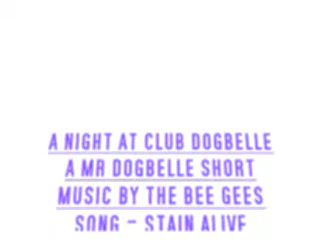 A NIGHT AT CLUB DOGBELLE
A MR DOGBELLE SHORT
MUSIC BY THE BEE GEES
SONG - STAIN ALIVE